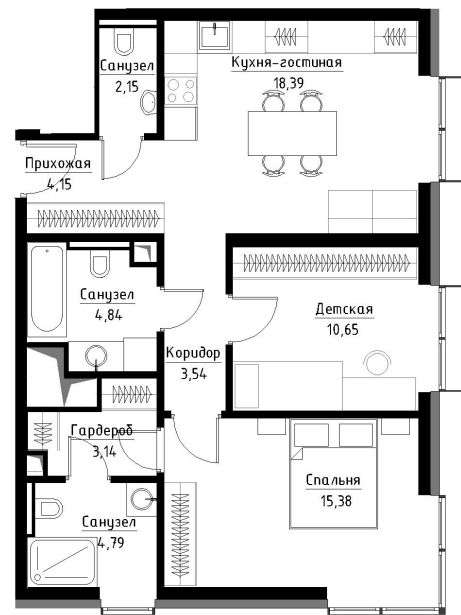 Санузел
2,15
Кухня-гостиная
18,39
Прихожая
4,15
Санузел
4,84
Детская
10,65
Коридор
3,54
Гардероб
3,14
Спальня
15,38
Санузел
4,79